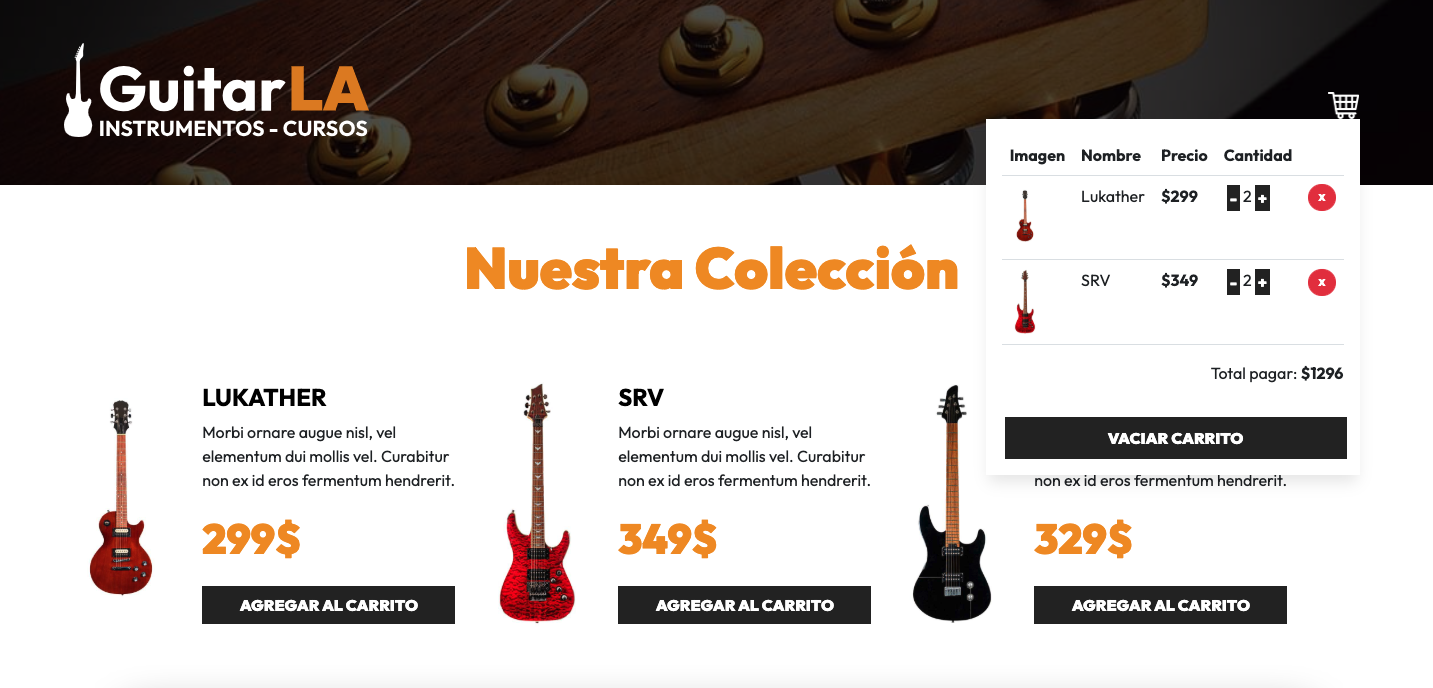 GuitarLA
INSTRUMENTOS - CURSOS
Imagen Nombre Precio Cantidad
Lukather $299 - 2 + x
SRV $349 - 2 + x
Total pagar: $1296
VACIAR CARRITO
Nuestra Colección
LUKATHER
Morbi ornare augue nisl, vel
elementum dui mollis vel. Curabitur
non ex id eros fermentum hendrerit.
299$
AGREGAR AL CARRITO
SRV
Morbi ornare augue nisl, vel
elementum dui mollis vel. Curabitur
non ex id eros fermentum hendrerit.
349$
AGREGAR AL CARRITO
non ex id eros fermentum hendrerit.
329$
AGREGAR AL CARRITO